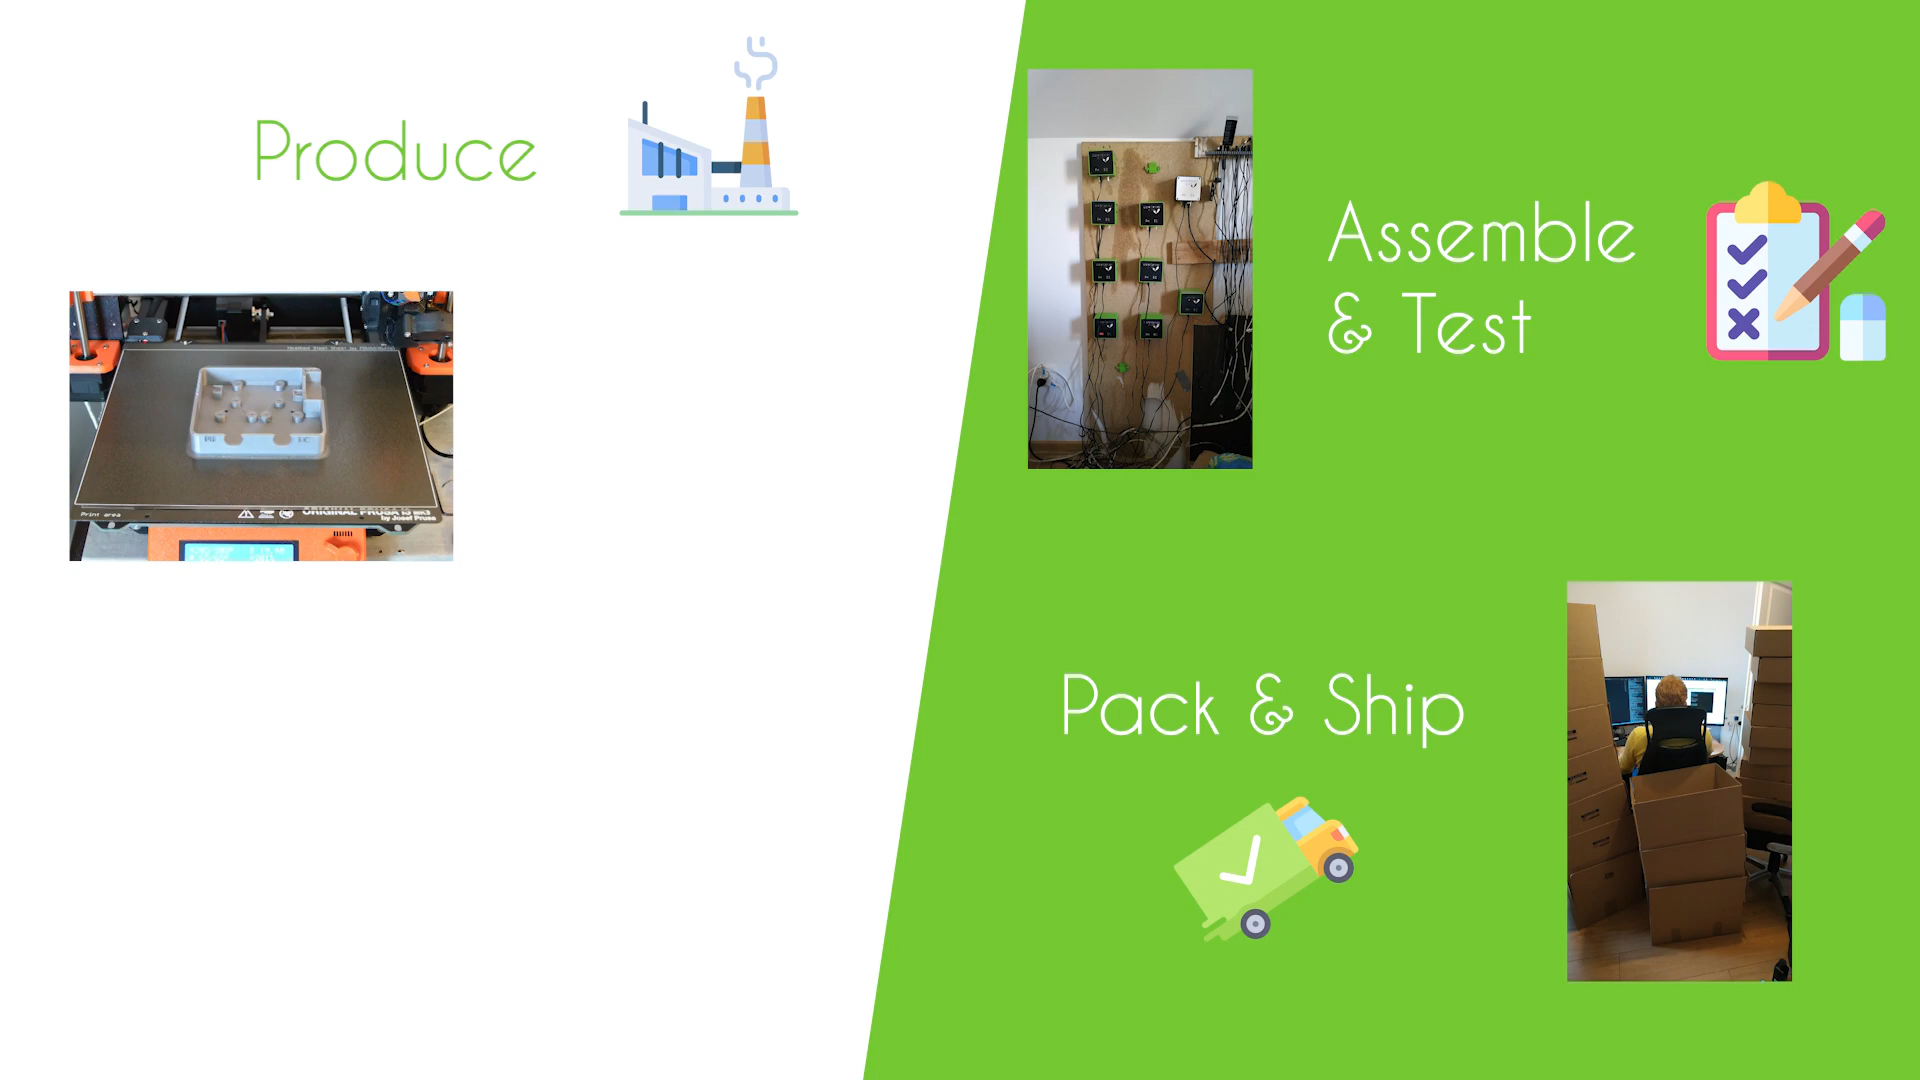 Produce
Assemble
& Test
Pack & Ship
Print area
ORIGINAL PRUSA i3 MK3
by Josef Prusa